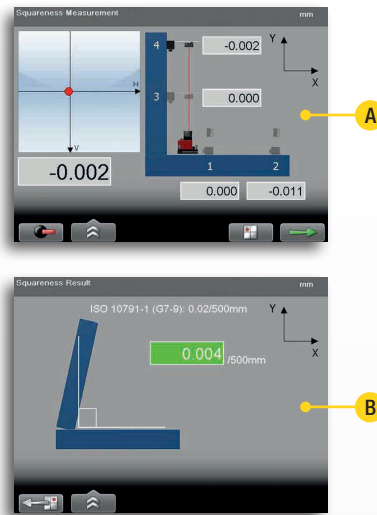 Squareness Measurement mm
4 -0.002 Y
X
H
3 0.000
A
V
-0.002
1 2
0.000 -0.011
Squareness Result mm
ISO 10791-1 (G7-9): 0.02/500mm Y
0.004 /500mm X
B